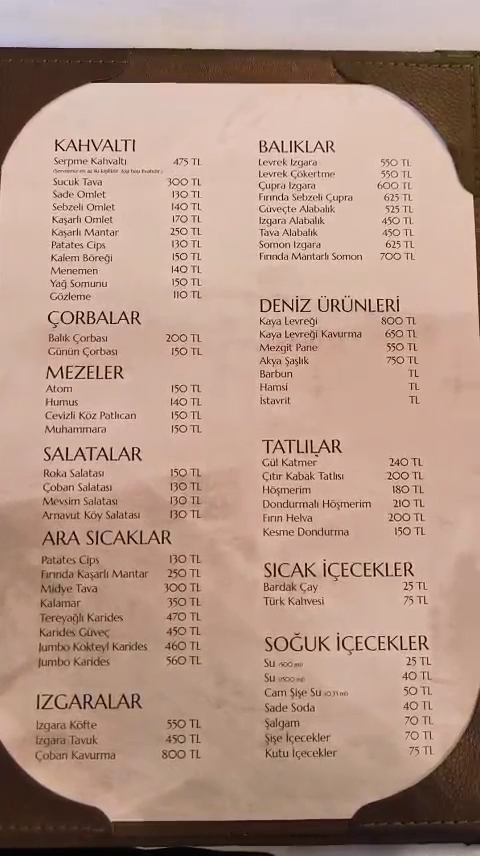 KAHVALTI
Serpme Kahvaltı 475 TL
Sucuk Tava 300 TL
Sade Omlet 130 TL
Sebzeli Omlet 140 TL
Kaşarlı Omlet 170 TL
Kaşarlı Mantar 250 TL
Patates Cips 130 TL
Kalem Böreği 150 TL
Menemen 140 TL
Yağ Somunu 150 TL
Gözleme 110 TL
ÇORBALAR
Balık Çorbası 200 TL
Günün Çorbası 150 TL
MEZELER
Atom 150 TL
Humus 140 TL
Cevizli Köz Patlıcan 150 TL
Muhammara 150 TL
SALATALAR
Roka Salatası 150 TL
Çoban Salatası 130 TL
Mevsim Salatası 130 TL
Arnavut Köy Salatası 130 TL
ARA SICAKLAR
Patates Cips 130 TL
Fırında Kaşarlı Mantar 250 TL
Midye Tava 300 TL
Kalamar 350 TL
Tereyağlı Karides 470 TL
Karides Güveç 450 TL
Jumbo Kokteyl Karides 460 TL
Jumbo Karides 560 TL
IZGARALAR
Izgara Köfte 550 TL
Izgara Tavuk 450 TL
Çoban Kavurma 800 TL
BALIKLAR
Levrek Izgara 550 TL
Levrek Çökertme 550 TL
Çupra Izgara 600 TL
Fırında Sebzeli Çupra 625 TL
Güveçte Alabalık 525 TL
Izgara Alabalık 450 TL
Tava Alabalık 450 TL
Somon Izgara 625 TL
Fırında Mantarlı Somon 700 TL
DENİZ ÜRÜNLERİ
Kaya Levreği 800 TL
Kaya Levreği Kavurma 650 TL
Mezgit Pane 550 TL
Akya Şaşlık 750 TL
Barbun TL
Hamsi TL
İstavrit TL
TATLILAR
Gül Katmer 240 TL
Çıtır Kabak Tatlısı 200 TL
Höşmerim 180 TL
Dondurmalı Höşmerim 210 TL
Fırın Helva 200 TL
Kesme Dondurma 150 TL
SICAK İÇECEKLER
Bardak Çay 25 TL
Türk Kahvesi 75 TL
SOĞUK İÇECEKLER
Su (500 ml) 25 TL
Su (1500 ml) 40 TL
Cam Şişe Su (0.33 ml) 50 TL
Sade Soda 40 TL
Şalgam 70 TL
Şişe İçecekler 70 TL
Kutu İçecekler 75 TL